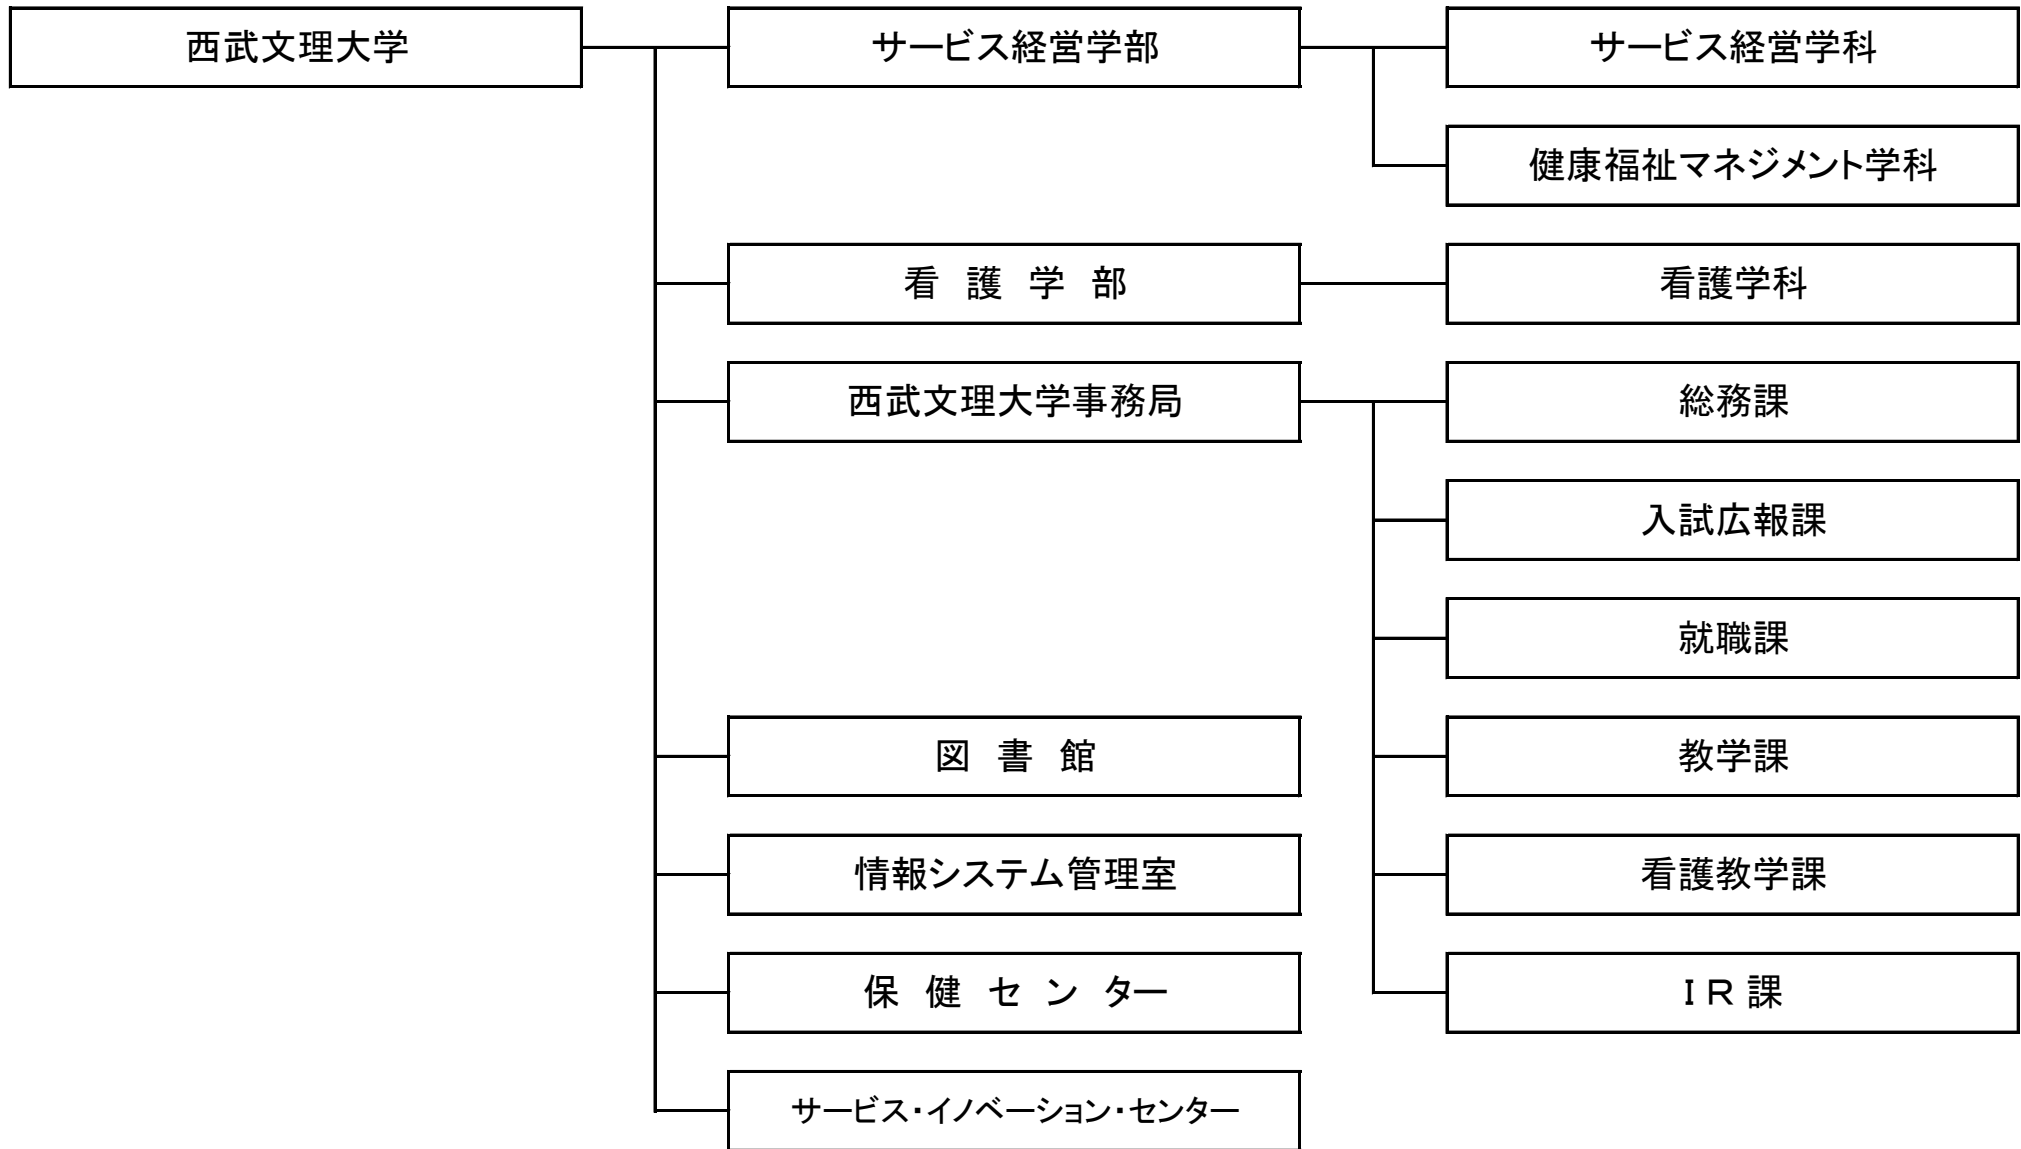 西武文理大学
サービス経営学部
サービス経営学科
健康福祉マネジメント学科
看　護　学　部
看護学科
西武文理大学事務局
総務課
入試広報課
就職課
図　書　館
教学課
情報システム管理室
看護教学課
保　健　セ　ン　ター
ＩＲ課
サービス・イノベーション・センター